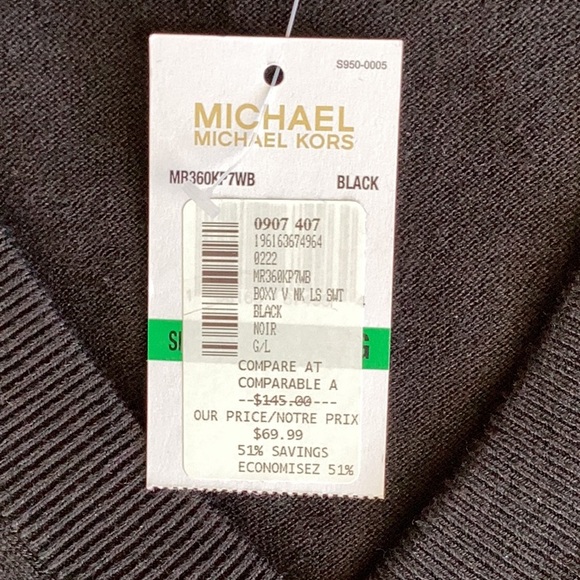 S950-0005
MICHAEL
MICHAEL KORS
MR360KP7WB BLACK
0907 407
196163674964
0222
MR360KP7WB
BOXY V NK LS SWT
BLACK
NOIR
G/L
COMPARE AT
COMPARABLE A
--$145.00---
OUR PRICE/NOTRE PRIX
$69.99
51% SAVINGS
ECONOMISEZ 51%